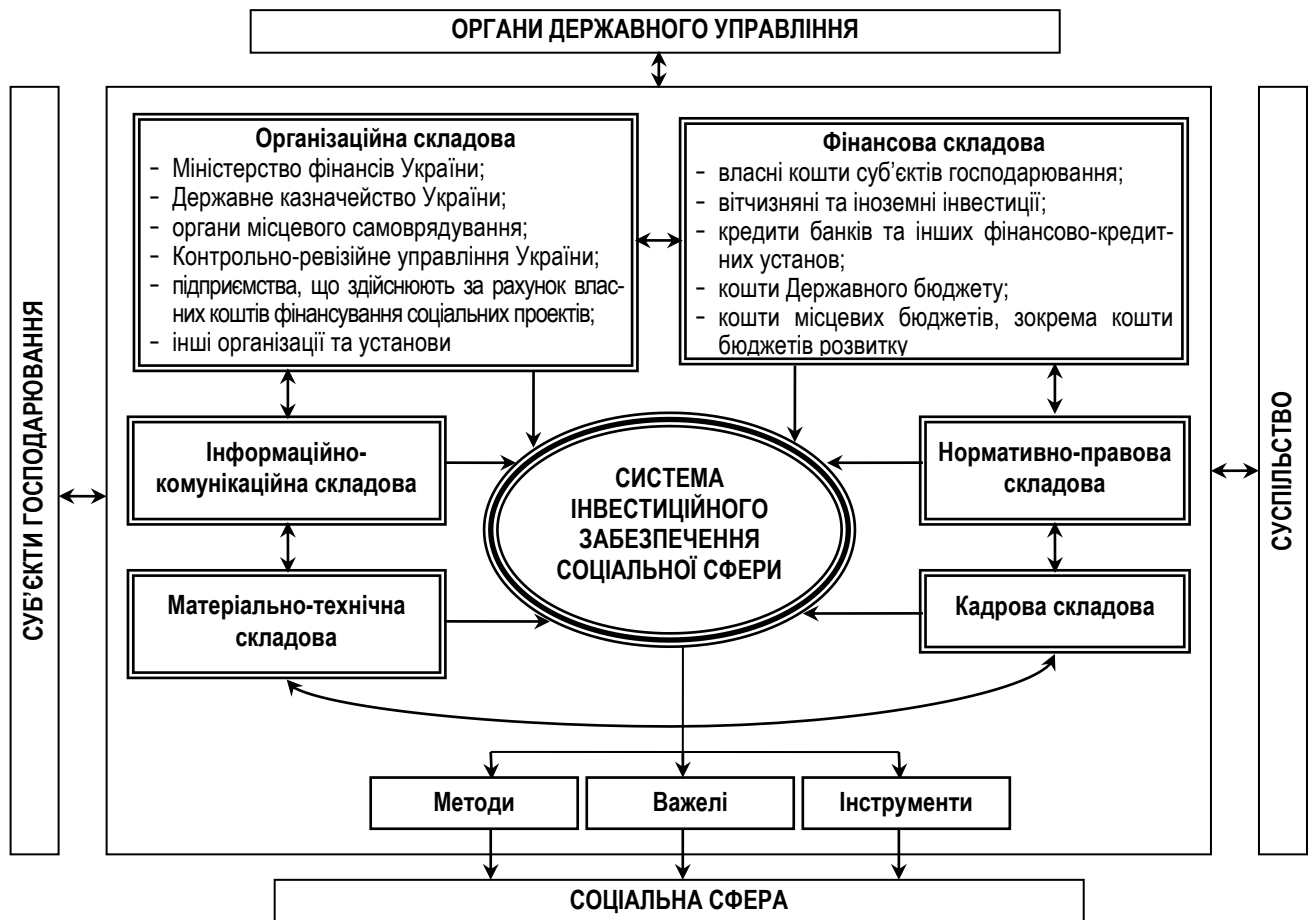 ОРГАНИ ДЕРЖАВНОГО УПРАВЛІННЯ
СУБ’ЄКТИ ГОСПОДАРЮВАННЯ
Організаційна складова
- Міністерство фінансів України;
- Державне казначейство України;
- органи місцевого самоврядування;
- Контрольно-ревізійне управління України;
- підприємства, що здійснюють за рахунок влас-
них коштів фінансування соціальних проектів;
- інші організації та установи
Фінансова складова
- власні кошти суб’єктів господарювання;
- вітчизняні та іноземні інвестиції;
- кредити банків та інших фінансово-кредит-
них установ;
- кошти Державного бюджету;
- кошти місцевих бюджетів, зокрема кошти
бюджетів розвитку
Інформаційно-
комунікаційна складова
Матеріально-технічна
складова
СИСТЕМА
ІНВЕСТИЦІЙНОГО
ЗАБЕЗПЕЧЕННЯ
СОЦІАЛЬНОЇ СФЕРИ
Нормативно-правова
складова
Кадрова складова
СУСПІЛЬСТВО
Методи
Важелі
Інструменти
СОЦІАЛЬНА СФЕРА